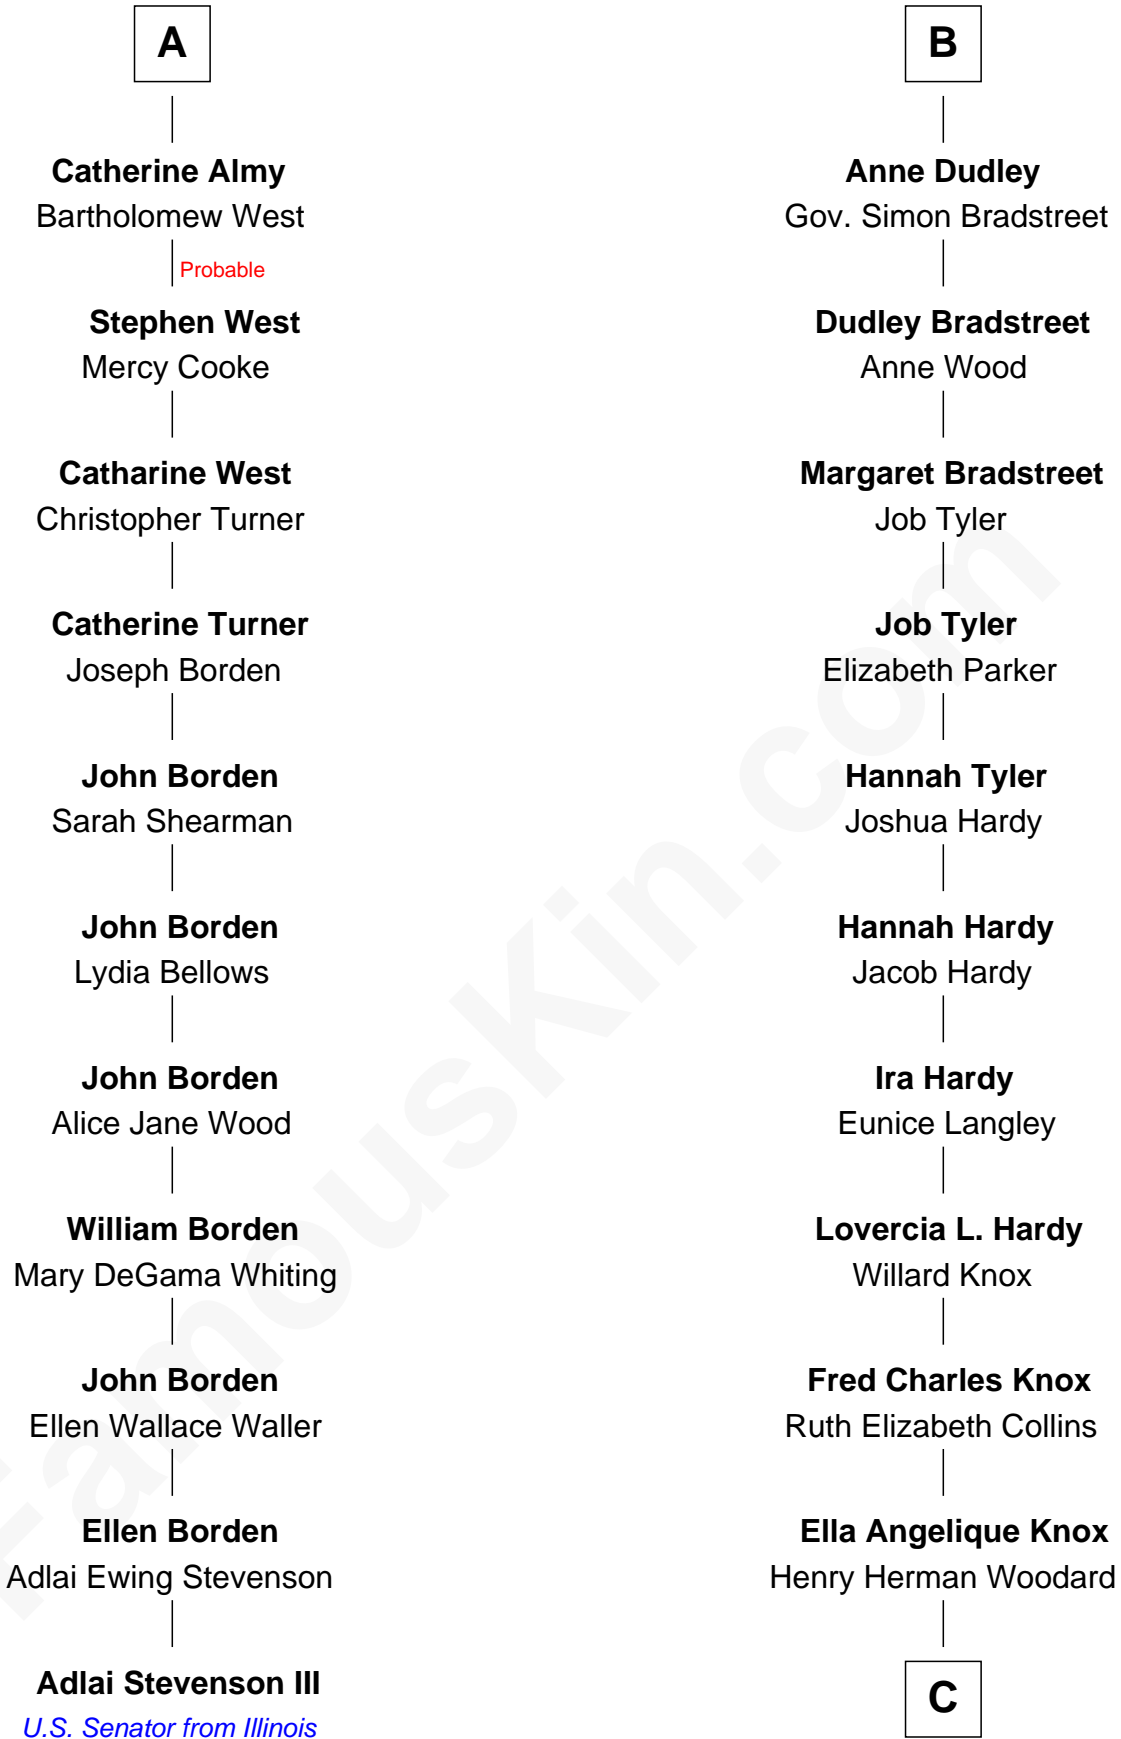 A
Catherine Almy
Bartholomew West
Probable
Stephen West
Mercy Cooke
Catharine West
Christopher Turner
Catherine Turner
Joseph Borden
John Borden
Sarah Shearman
John Borden
Lydia Bellows
John Borden
Alice Jane Wood
William Borden
Mary DeGama Whiting
John Borden
Ellen Wallace Waller
Ellen Borden
Adlai Ewing Stevenson
Adlai Stevenson III
U.S. Senator from Illinois
B
Anne Dudley
Gov. Simon Bradstreet
Dudley Bradstreet
Anne Wood
Margaret Bradstreet
Job Tyler
Job Tyler
Elizabeth Parker
Hannah Tyler
Joshua Hardy
Hannah Hardy
Jacob Hardy
Ira Hardy
Eunice Langley
Lovercia L. Hardy
Willard Knox
Fred Charles Knox
Ruth Elizabeth Collins
Ella Angelique Knox
Henry Herman Woodard
C
FamousKin.com